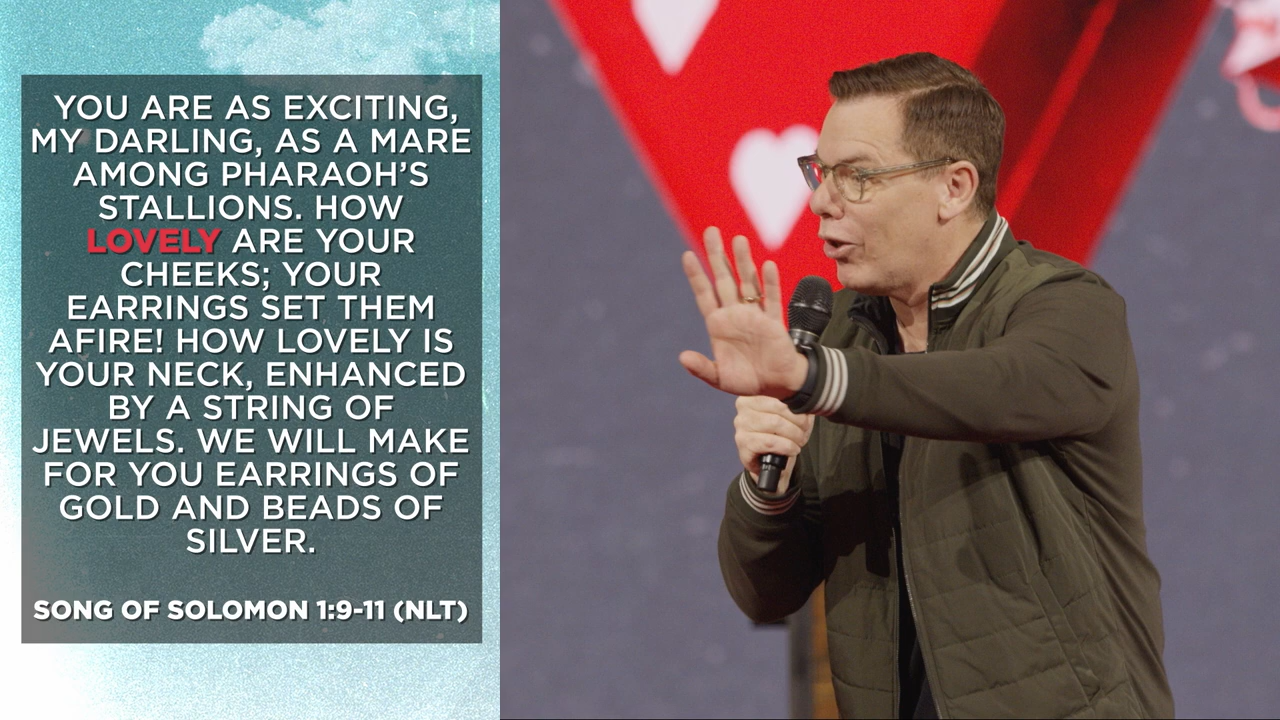 YOU ARE AS EXCITING,
MY DARLING, AS A MARE
AMONG PHARAOH’S
STALLIONS. HOW
LOVELY ARE YOUR
CHEEKS; YOUR
EARRINGS SET THEM
AFIRE! HOW LOVELY IS
YOUR NECK, ENHANCED
BY A STRING OF
JEWELS. WE WILL MAKE
FOR YOU EARRINGS OF
GOLD AND BEADS OF
SILVER.
SONG OF SOLOMON 1:9-11 (NLT)